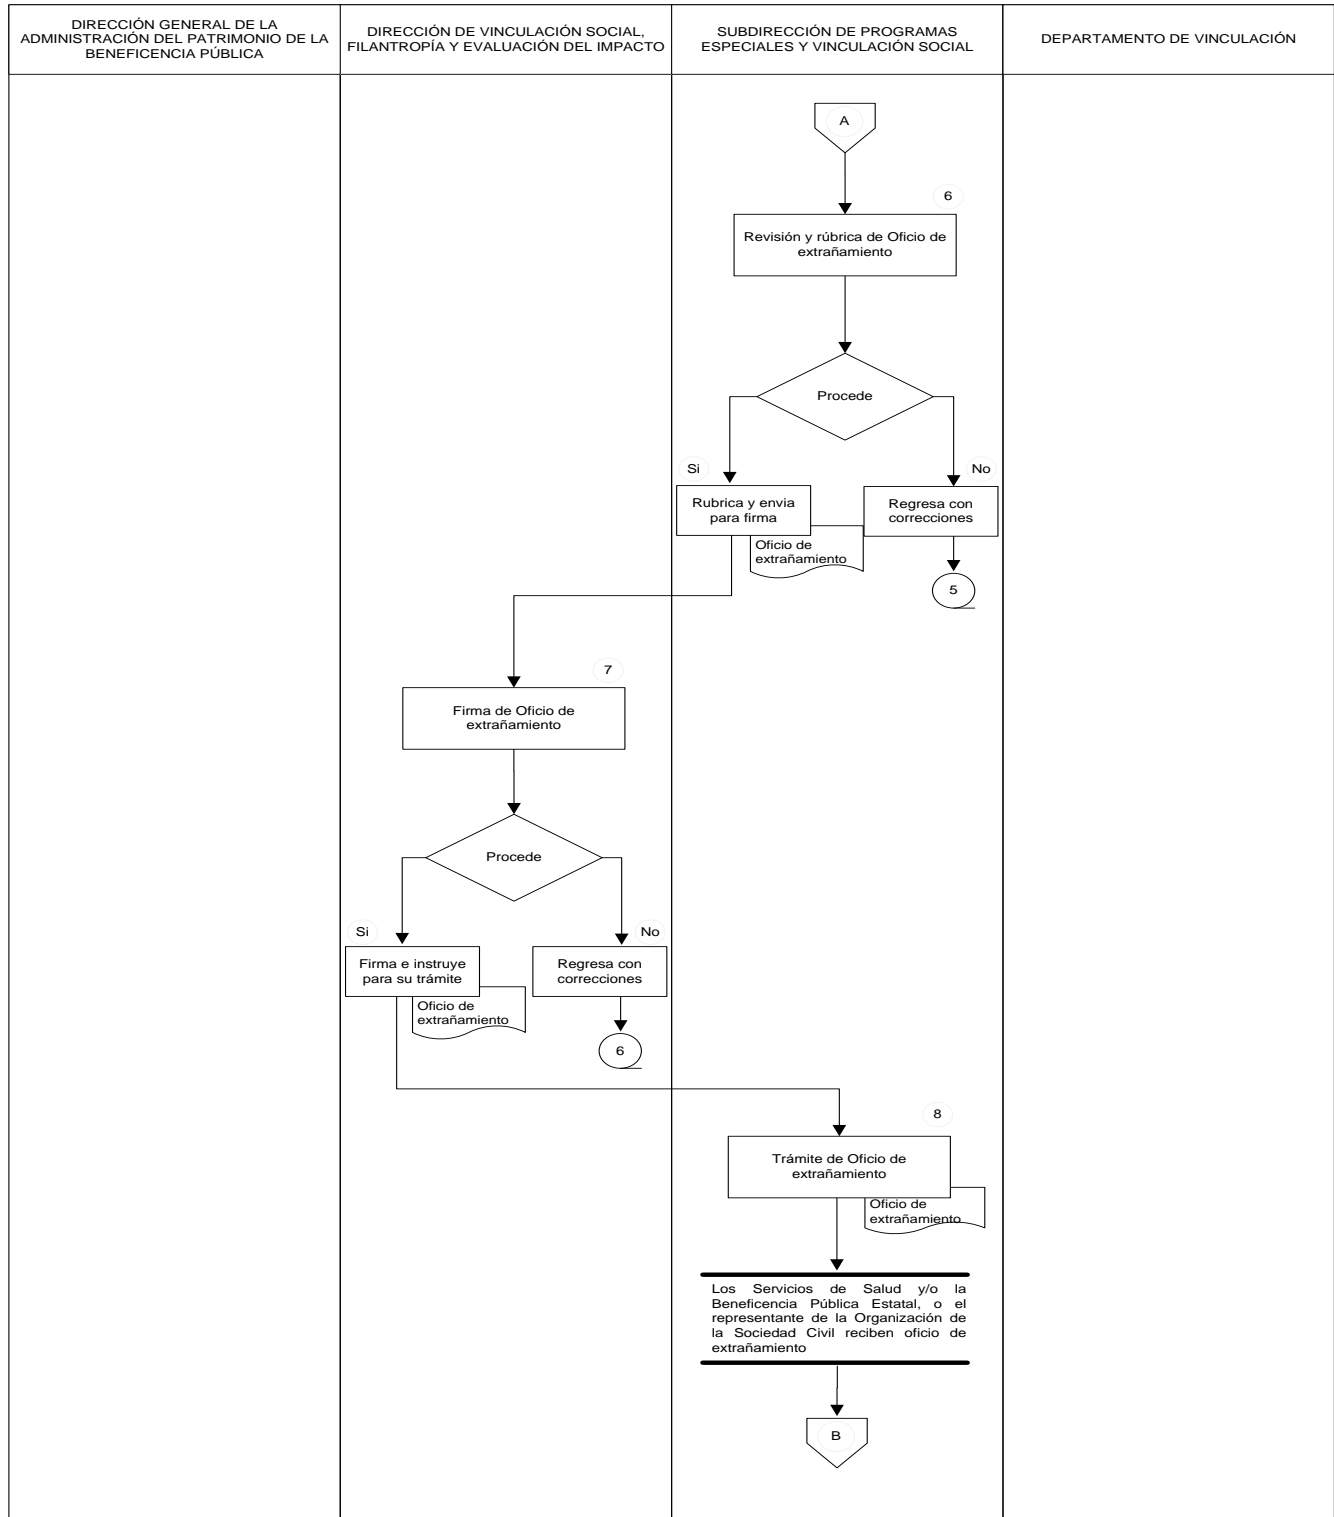 DIRECCIÓN GENERAL DE LA
ADMINISTRACIÓN DEL PATRIMONIO DE LA
BENEFICENCIA PÚBLICA
DIRECCIÓN DE VINCULACIÓN SOCIAL,
FILANTROPÍA Y EVALUACIÓN DEL IMPACTO
SUBDIRECCIÓN DE PROGRAMAS
ESPECIALES Y VINCULACIÓN SOCIAL
DEPARTAMENTO DE VINCULACIÓN
A
6
Revisión y rúbrica de Oficio de
extrañamiento
Procede
Si
No
Rubrica y envia
para firma
Oficio de
extrañamiento
Regresa con
correcciones
5
7
Firma de Oficio de
extrañamiento
Procede
Si
No
Firma e instruye
para su trámite
Oficio de
extrañamiento
Regresa con
correcciones
6
8
Trámite de Oficio de
extrañamiento
Oficio de
extrañamiento
Los Servicios de Salud y/o la
Beneficencia Pública Estatal, o el
representante de la Organización de
la Sociedad Civil reciben oficio de
extrañamiento
B